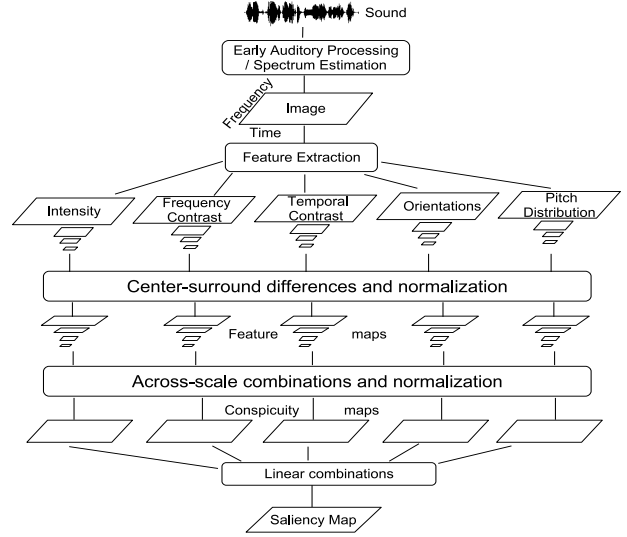 Sound
Early Auditory Processing
/ Spectrum Estimation
Frequency
Image
Time
Feature Extraction
Intensity
Frequency
Contrast
Temporal
Contrast
Orientations
Pitch
Distribution
Center-surround differences and normalization
Feature maps
Across-scale combinations and normalization
Conspicuity maps
Linear combinations
Saliency Map